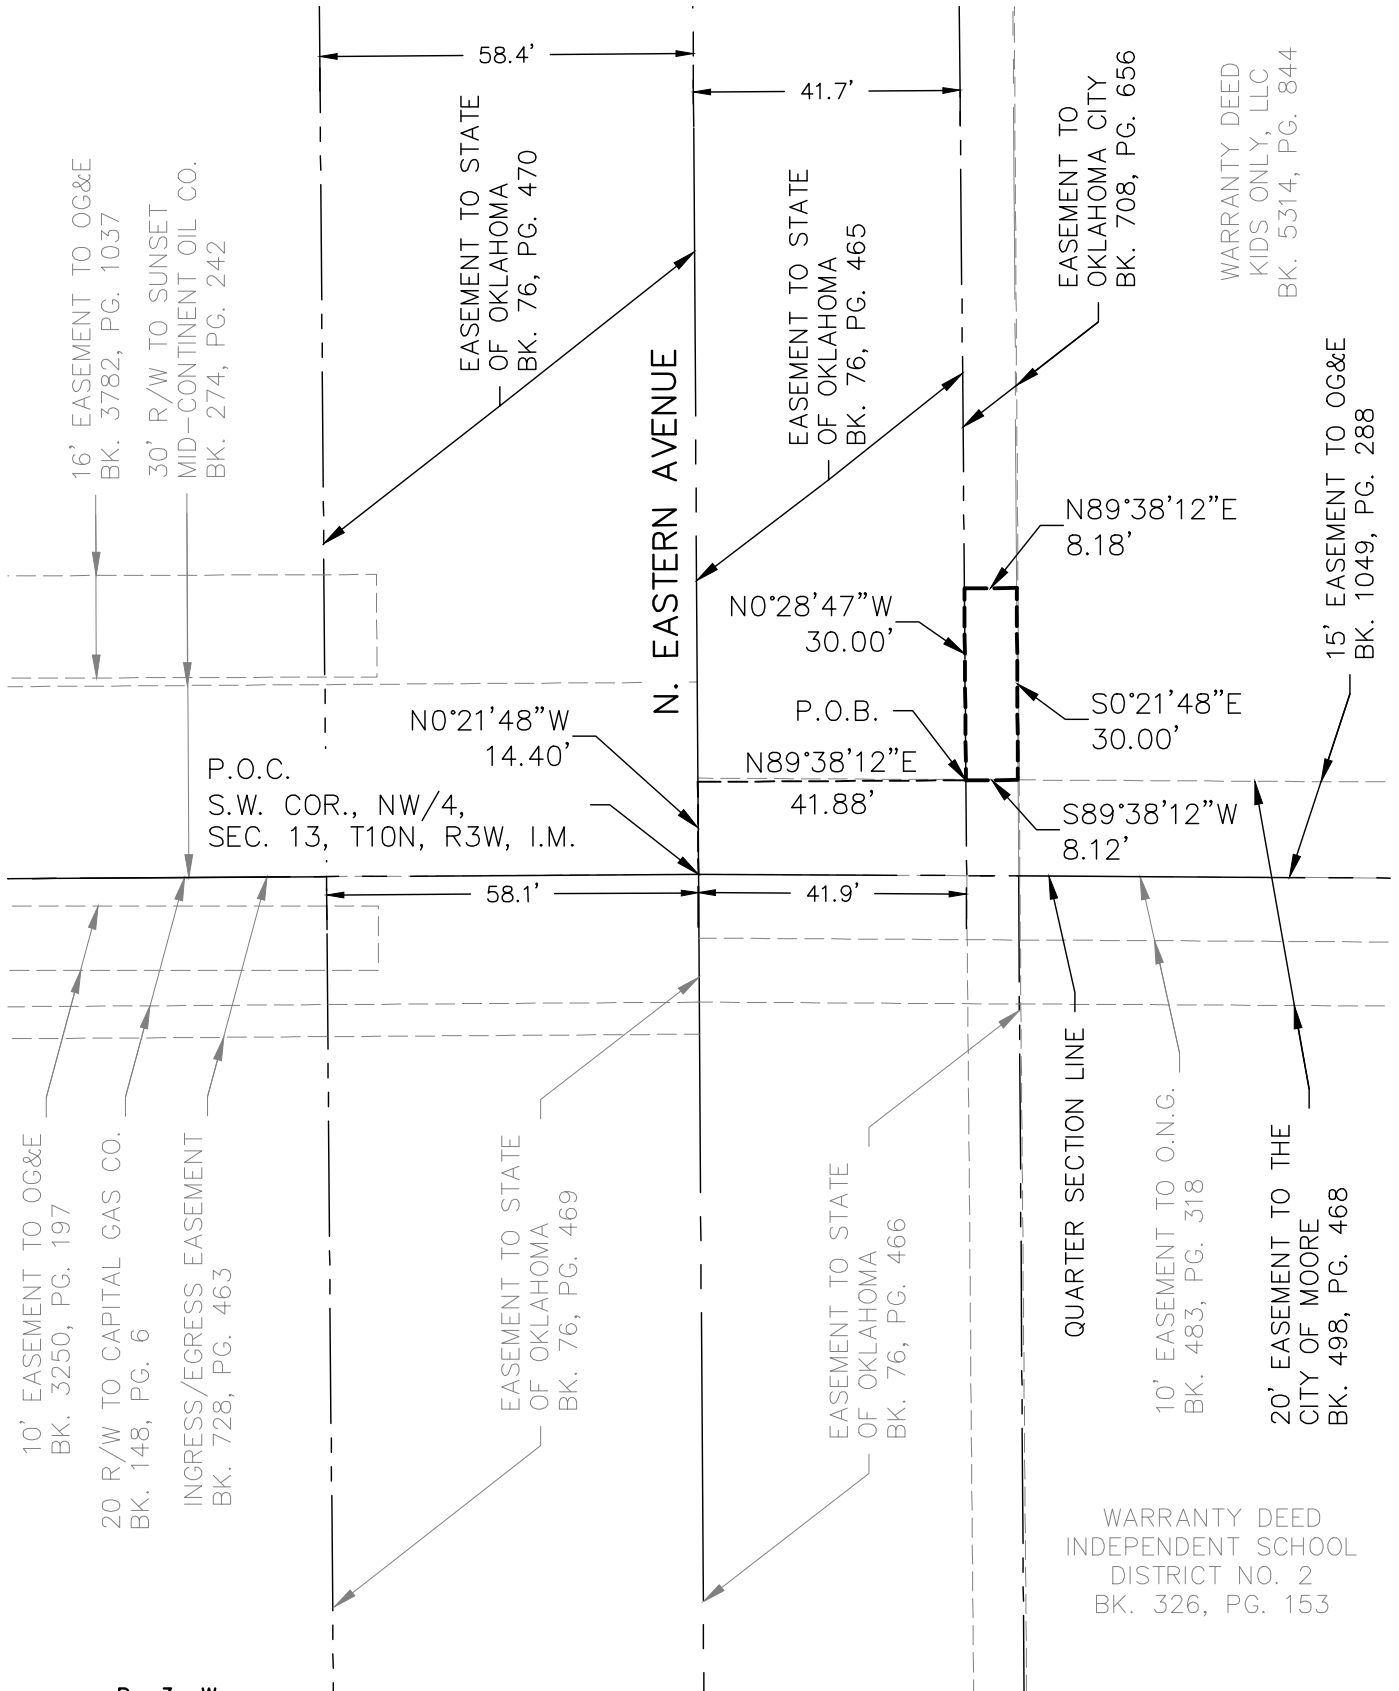 58.4'
41.7'
EASEMENT TO STATE
OF OKLAHOMA
BK. 76, PG. 470
EASEMENT TO STATE
OF OKLAHOMA
BK. 76, PG. 465
EASEMENT TO
OKLAHOMA CITY
BK. 708, PG. 656
WARRANTY DEED
KIDS ONLY, LLC
BK. 5314, PG. 844
16' EASEMENT TO OG&E
BK. 3782, PG. 1037
30' R/W TO SUNSET
MID-CONTINENT OIL CO.
BK. 274, PG. 242
N. EASTERN AVENUE
15' EASEMENT TO OG&E
BK. 1049, PG. 288
N89°38'12"E
8.18'
N0°28'47"W
30.00'
P.O.B.
S0°21'48"E
30.00'
N0°21'48"W
14.40'
N89°38'12"E
41.88'
P.O.C.
S.W. COR., NW/4,
SEC. 13, T10N, R3W, I.M.
S89°38'12"W
8.12'
58.1'
41.9'
10' EASEMENT TO OG&E
BK. 3250, PG. 197
20 R/W TO CAPITAL GAS CO.
BK. 148, PG. 6
INGRESS/EGRESS EASEMENT
BK. 728, PG. 463
EASEMENT TO STATE
OF OKLAHOMA
BK. 76, PG. 469
EASEMENT TO STATE
OF OKLAHOMA
BK. 76, PG. 466
QUARTER SECTION LINE
10' EASEMENT TO O.N.G.
BK. 483, PG. 318
20' EASEMENT TO THE
CITY OF MOORE
BK. 498, PG. 468
WARRANTY DEED
INDEPENDENT SCHOOL
DISTRICT NO. 2
BK. 326, PG. 153